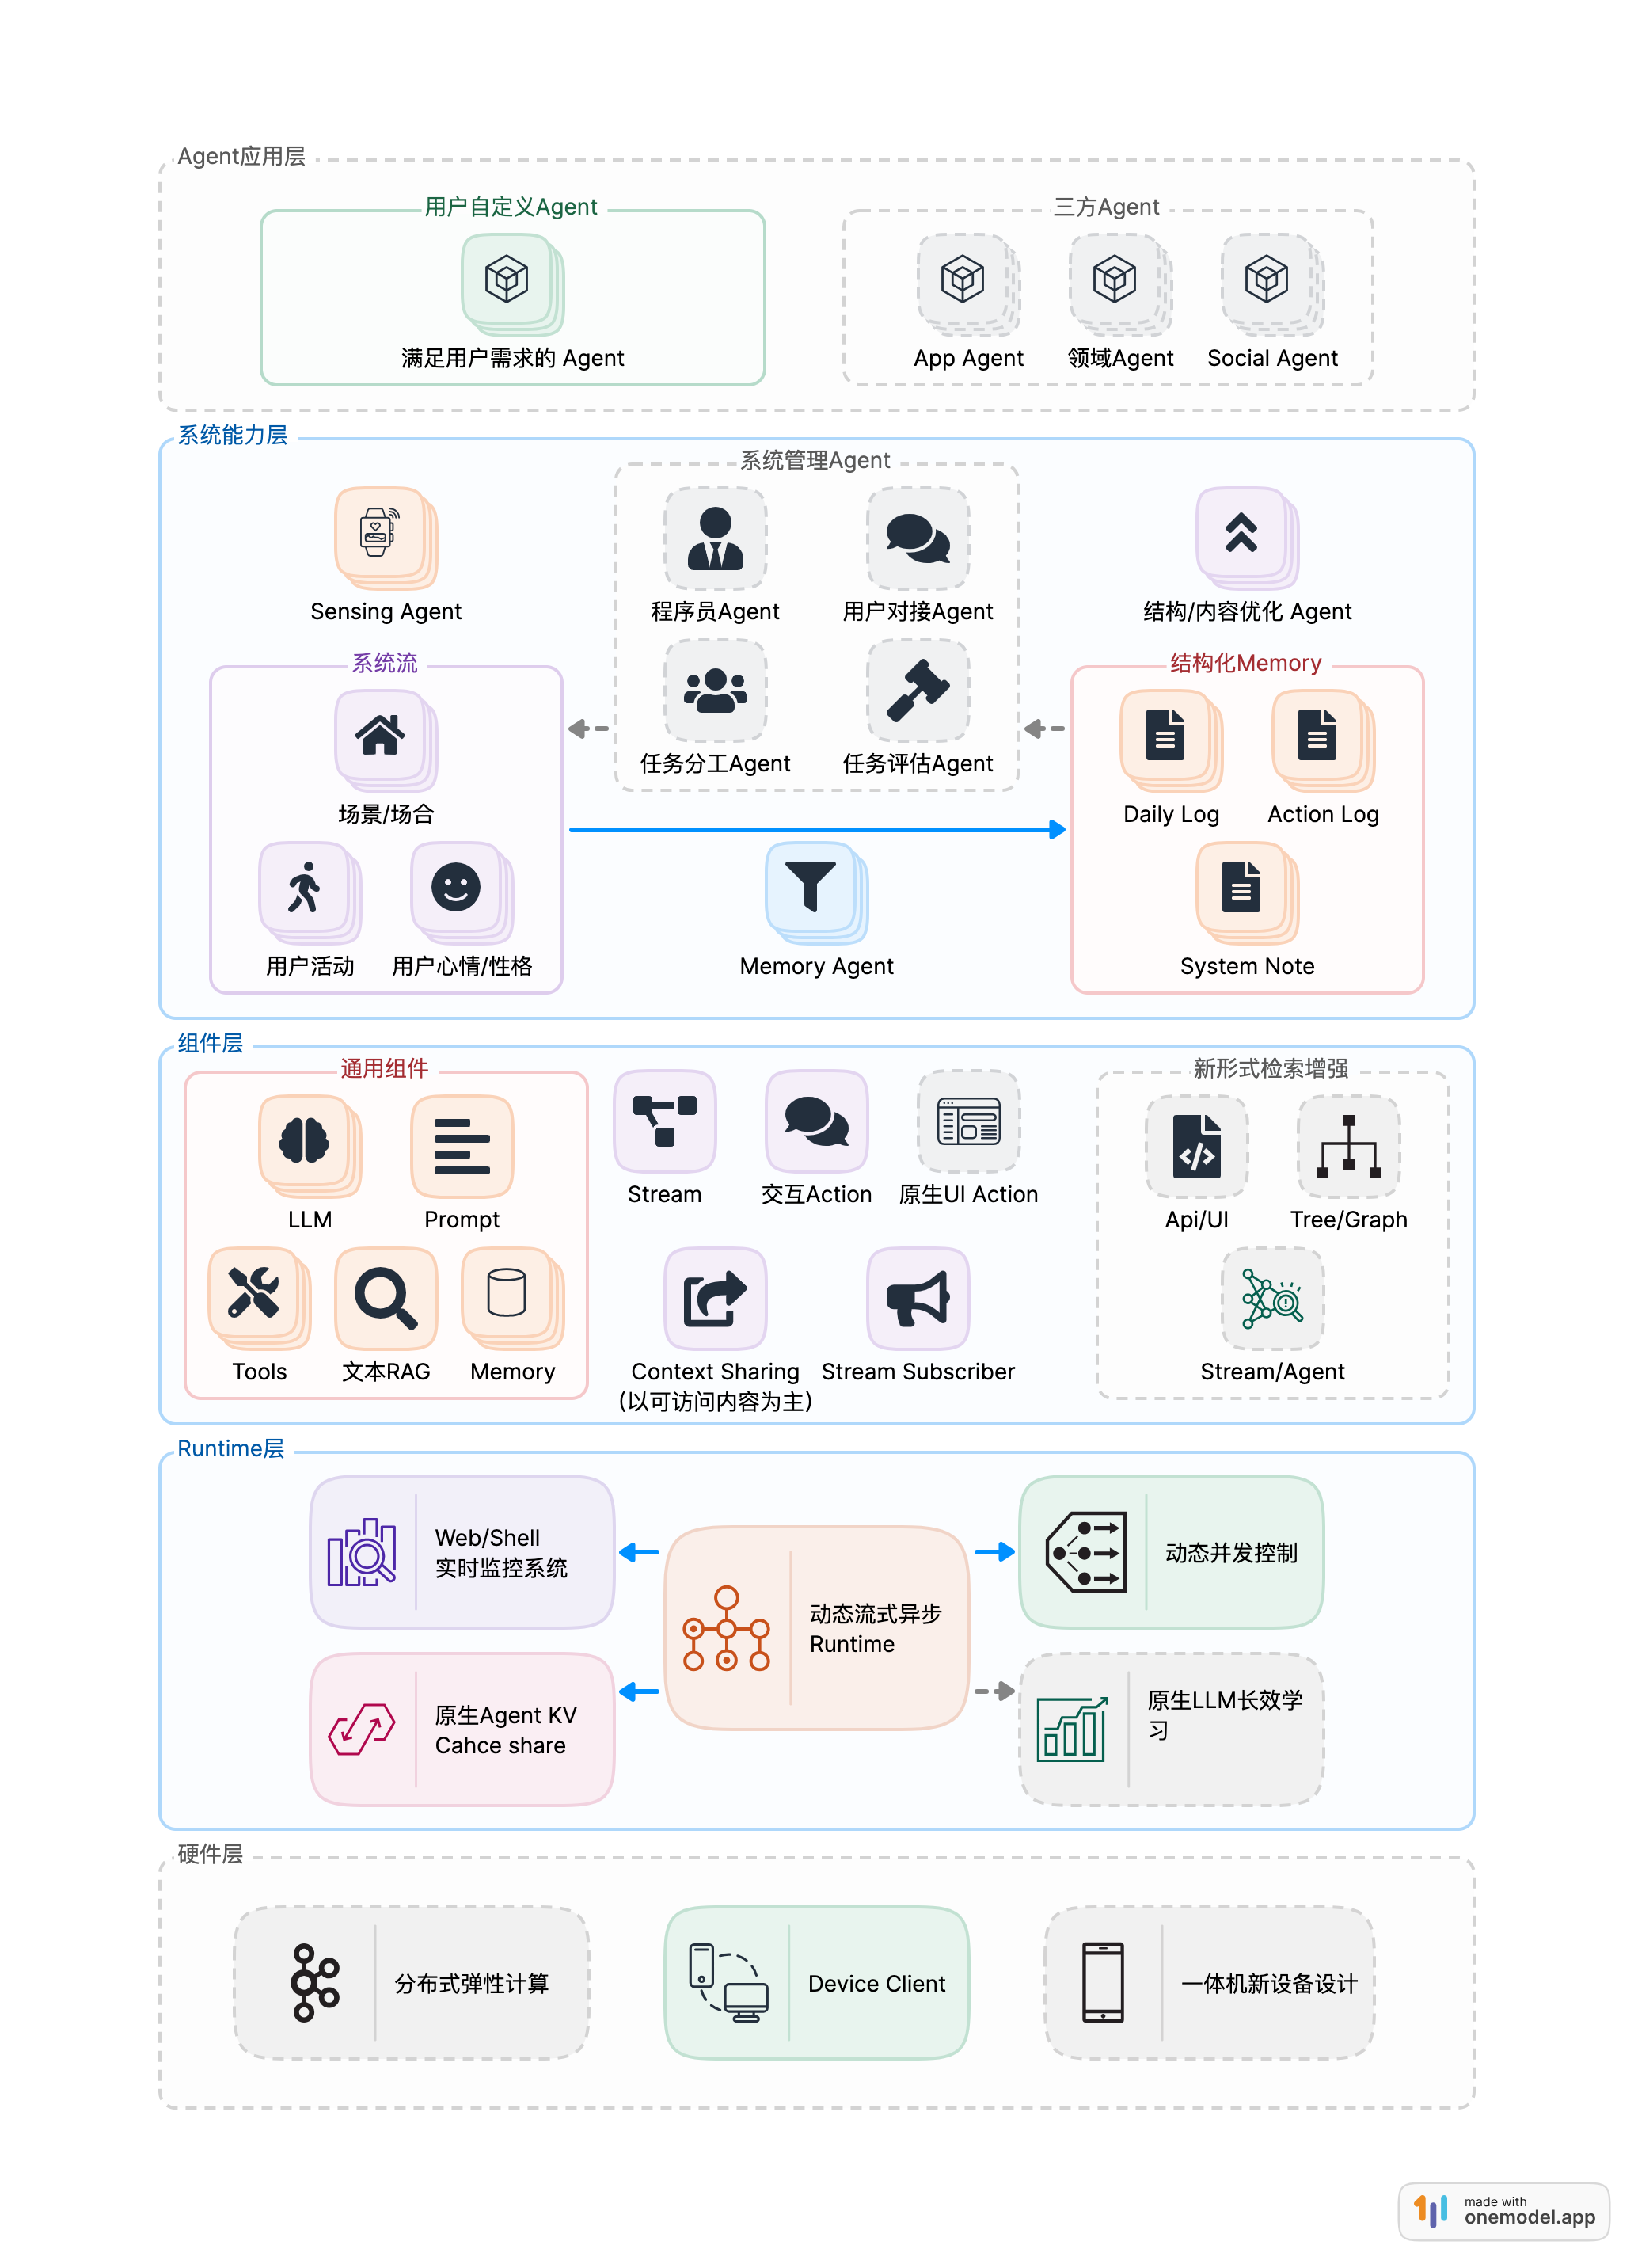 Agent应用层
用户自定义Agent
三方Agent
满足用户需求的 Agent
App Agent
领域Agent
Social Agent
系统能力层
系统管理Agent
Sensing Agent
程序员Agent
用户对接Agent
结构/内容优化 Agent
系统流
结构化Memory
任务分工Agent
任务评估Agent
场景/场合
Daily Log
Action Log
用户活动
用户心情/性格
Memory Agent
System Note
组件层
通用组件
新形式检索增强
LLM
Prompt
Stream
交互Action
原生UI Action
Api/UI
Tree/Graph
Tools
文本RAG
Memory
Context Sharing
(以可访问内容为主)
Stream Subscriber
Stream/Agent
Runtime层
Web/Shell
实时监控系统
动态并发控制
动态流式异步
Runtime
原生Agent KV
Cahce share
原生LLM长效学
习
硬件层
分布式弹性计算
Device Client
一体机新设备设计
made with
onemodel.app